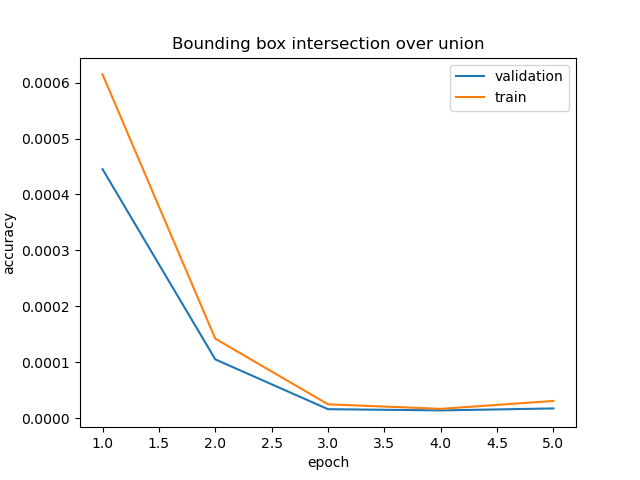 Bounding box intersection over union
validation
train
accuracy
0.0006
0.0005
0.0004
0.0003
0.0002
0.0001
0.0000
1.0 1.5 2.0 2.5 3.0 3.5 4.0 4.5 5.0
epoch